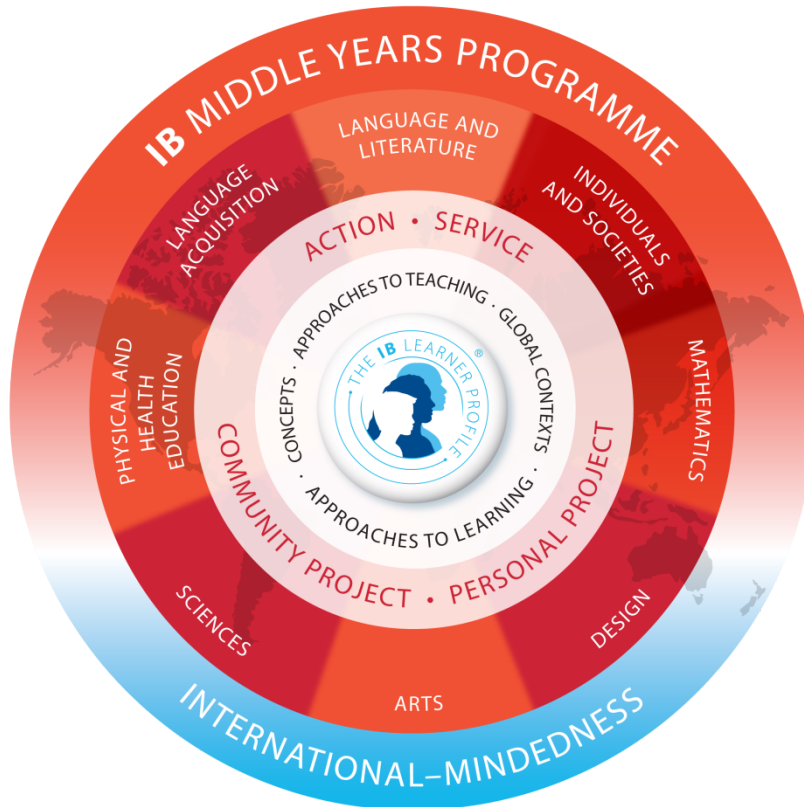 IB MIDDLE YEARS PROGRAMME
LANGUAGE AND
LITERATURE
INDIVIDUALS
AND SOCIETIES
MATHEMATICS
DESIGN
ARTS
SCIENCES
PHYSICAL AND
HEALTH
EDUCATION
LANGUAGE
ACQUISITION
ACTION · SERVICE
COMMUNITY PROJECT · PERSONAL PROJECT
APPROACHES TO TEACHING · GLOBAL CONTEXTS ·
APPROACHES TO LEARNING · CONCEPTS ·
THE IB LEARNER PROFILE ®
INTERNATIONAL–MINDEDNESS